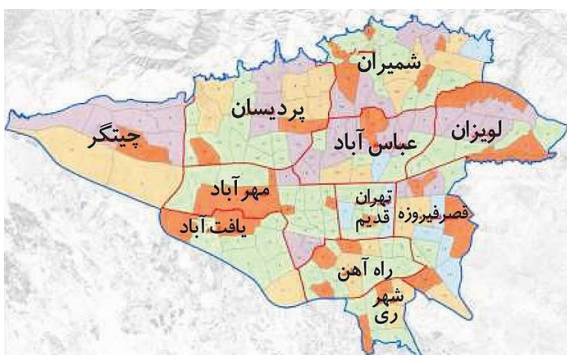 شمیران
پردیسان
لویزان
چیتگر
عباس آباد
مهرآباد
تهران
قدیم
قصرفیروزه
یافت آباد
راه آهن
شهر
ری